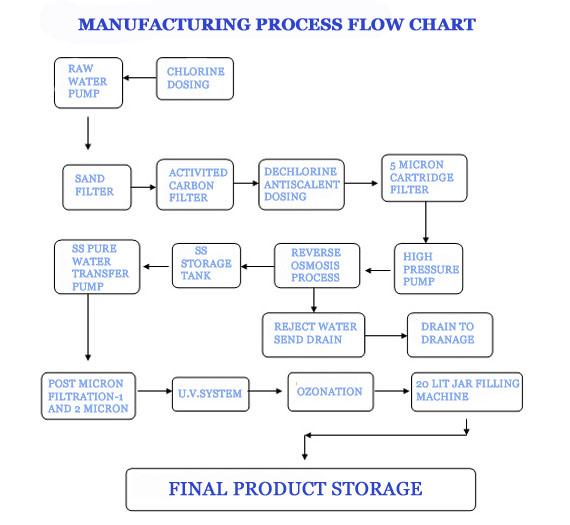 MANUFACTURING PROCESS FLOW CHART
RAW
WATER
PUMP
CHLORINE
DOSING
SAND
FILTER
ACTIVITED
CARBON
FILTER
DECHLORINE
ANTISCALENT
DOSING
5 MICRON
CARTRIDGE
FILTER
SS PURE
WATER
TRANSFER
PUMP
SS
STORAGE
TANK
REVERSE
OSMOSIS
PROCESS
HIGH
PRESSURE
PUMP
REJECT WATER
SEND DRAIN
DRAIN TO
DRANAGE
POST MICRON
FILTRATION-1
AND 2 MICRON
U.V.SYSTEM
OZONATION
20 LIT JAR FILLING
MACHINE
FINAL PRODUCT STORAGE